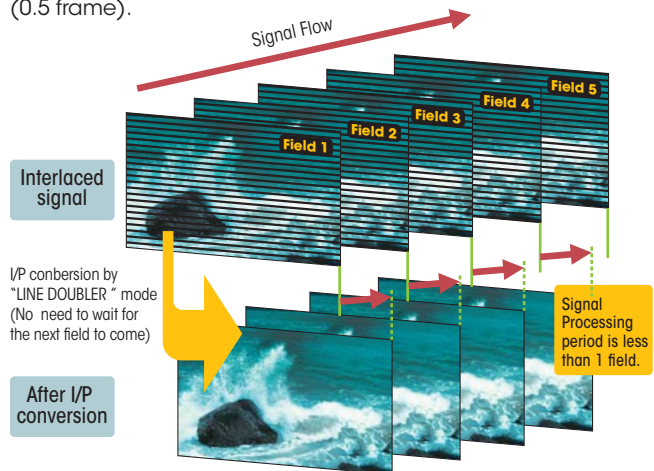 (0.5 frame).
Signal Flow
Field 5
Field 4
Field 3
Field 2
Field 1
Interlaced
signal
I/P conbersion by
"LINE DOUBLER " mode
(No need to wait for
the next field to come)
Signal
Processing
period is less
than 1 field.
After I/P
conversion